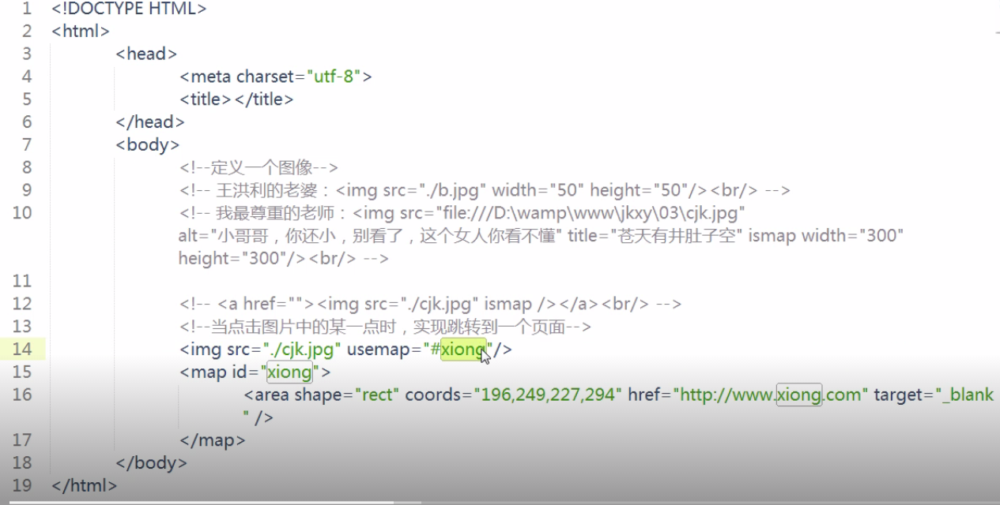 1 <!DOCTYPE HTML>
2 <html>
3 <head>
4 <meta charset="utf-8">
5 <title></title>
6 </head>
7 <body>
8 <!--定义一个图像-->
9 <!-- 王洪利的老婆：<img src="./b.jpg" width="50" height="50"/><br/> -->
10 <!-- 我最尊重的老师：<img src="file:///D:\wamp\www\jkxy\03\cjk.jpg"
alt="小哥哥，你还小，别看了，这个女人你看不懂" title="苍天有井肚子空" ismap width="300"
height="300"/><br/> -->
11
12 <!-- <a href=""><img src="./cjk.jpg" ismap /></a><br/> -->
13 <!--当点击图片中的某一点时，实现跳转到一个页面-->
14 <img src="./cjk.jpg" usemap="#xiong"/>
15 <map id="xiong">
16 <area shape="rect" coords="196,249,227,294" href="http://www.xiong.com" target="_blank
" />
17 </map>
18 </body>
19 </html>